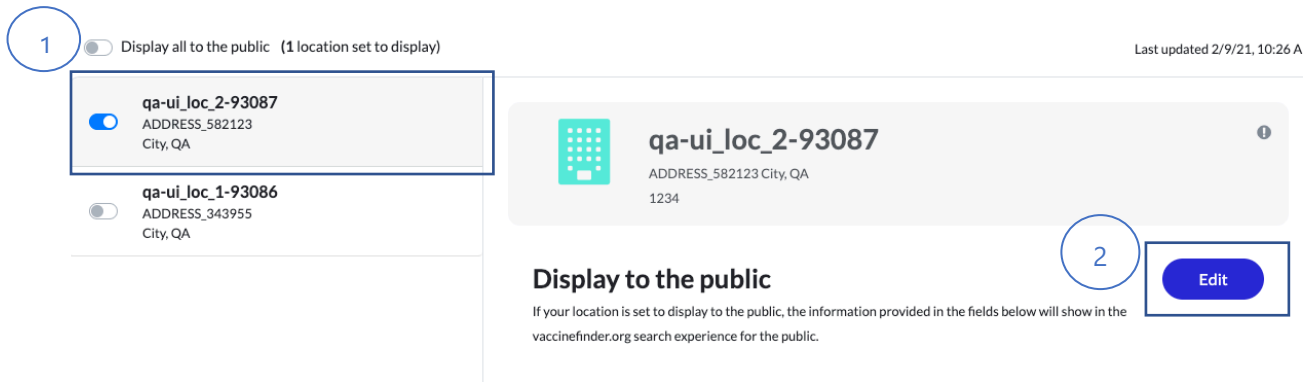 1
Display all to the public (1 location set to display)
Last updated 2/9/21, 10:26 A
qa-ui_loc_2-93087
ADDRESS_582123
City, QA
qa-ui_loc_1-93086
ADDRESS_343955
City, QA
qa-ui_loc_2-93087
ADDRESS_582123 City, QA
1234
2
Edit
Display to the public
If your location is set to display to the public, the information provided in the fields below will show in the
vaccinefinder.org search experience for the public.